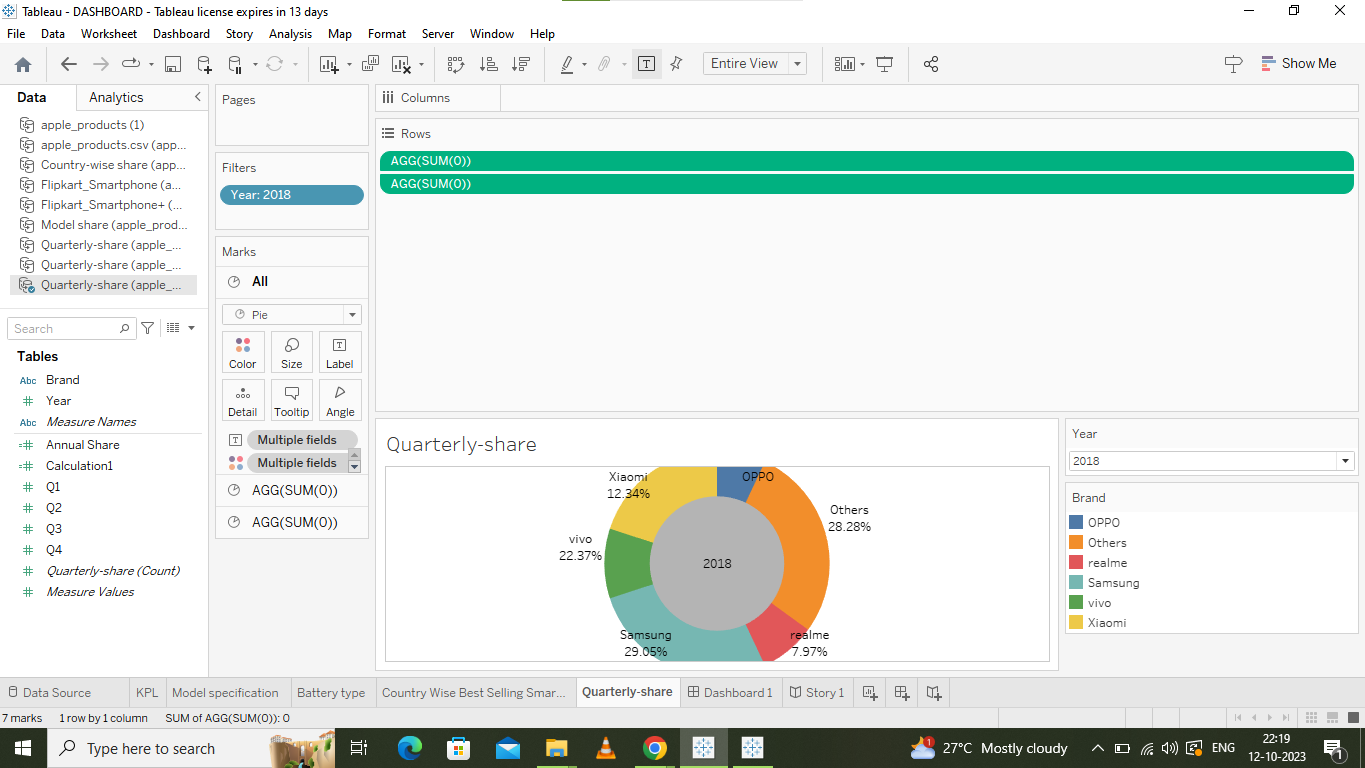 Tableau - DASHBOARD - Tableau license expires in 13 days
File Data Worksheet Dashboard Story Analysis Map Format Server Window Help
Entire View
Show Me
Data
Analytics
apple_products (1)
apple_products.csv (app...
Country-wise share (app...
Flipkart_Smartphone (a...
Flipkart_Smartphone+ (...
Model share (apple_prod...
Quarterly-share (apple_...
Quarterly-share (apple_...
Quarterly-share (apple_...
Search
Tables
Abc Brand
Year
Abc Measure Names
Annual Share
Calculation1
Q1
Q2
Q3
Q4
Quarterly-share (Count)
Measure Values
Pages
Filters
Year: 2018
Marks
All
Pie
Color
Size
Label
Detail
Tooltip
Angle
Multiple fields
Multiple fields
AGG(SUM(0))
AGG(SUM(0))
Columns
Rows
AGG(SUM(0))
AGG(SUM(0))
Quarterly-share
Xiaomi
12.34%
OPPO
Others
28.28%
vivo
22.37%
2018
Samsung
29.05%
realme
7.97%
Year
2018
Brand
OPPO
Others
realme
Samsung
vivo
Xiaomi
Data Source
KPL
Model specification
Battery type
Country Wise Best Selling Smar...
Quarterly-share
Dashboard 1
Story 1
7 marks
1 row by 1 column
SUM of AGG(SUM(0)): 0
Type here to search
1
27°C Mostly cloudy
ENG
22:19
12-10-2023
1